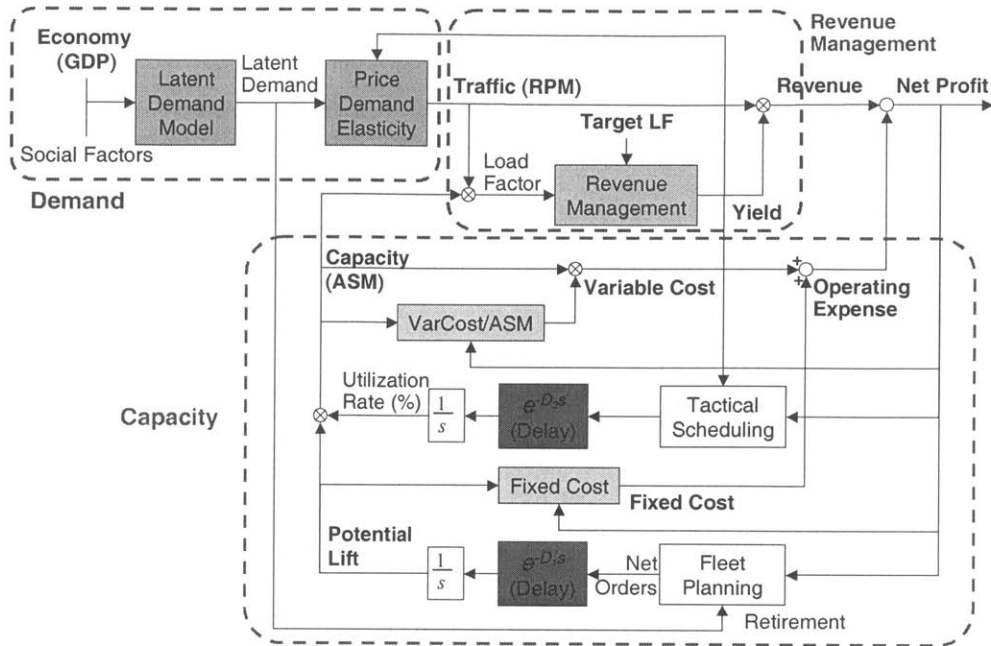 Economy
(GDP)
Latent
Demand
Model
Latent
Demand
Price
Demand
Elasticity
Social Factors
Demand
Revenue
Management
Traffic (RPM)
Revenue
Net Profit
Target LF
Load
Factor
Revenue
Management
Yield
Capacity
(ASM)
Variable Cost
+
+
Operating
Expense
VarCost/ASM
Capacity
Utilization
Rate (%)
1
s
e-D₂s
(Delay)
Tactical
Scheduling
Fixed Cost
Fixed Cost
Potential
Lift
1
s
e-D₁s
(Delay)
Net
Orders
Fleet
Planning
Retirement